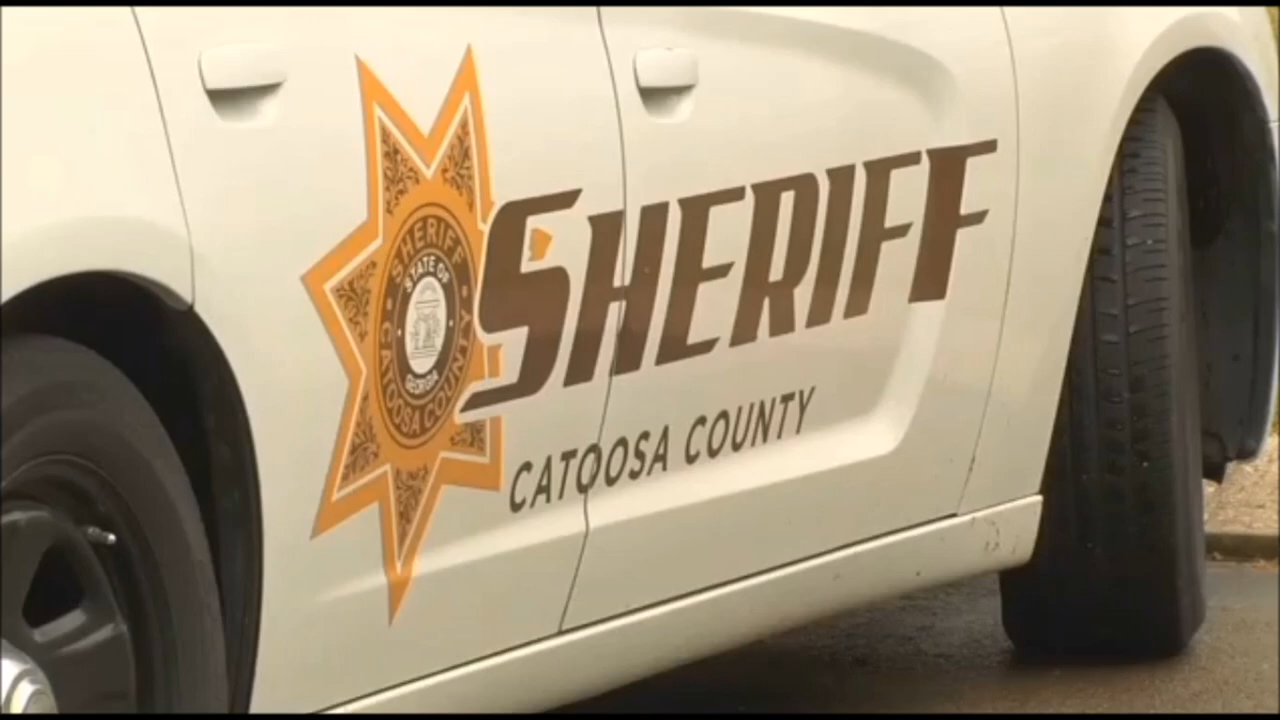 SHERIFF
STATE OF
GEORGIA
CATOOSA COUNTY
SHERIFF
CATOOSA COUNTY